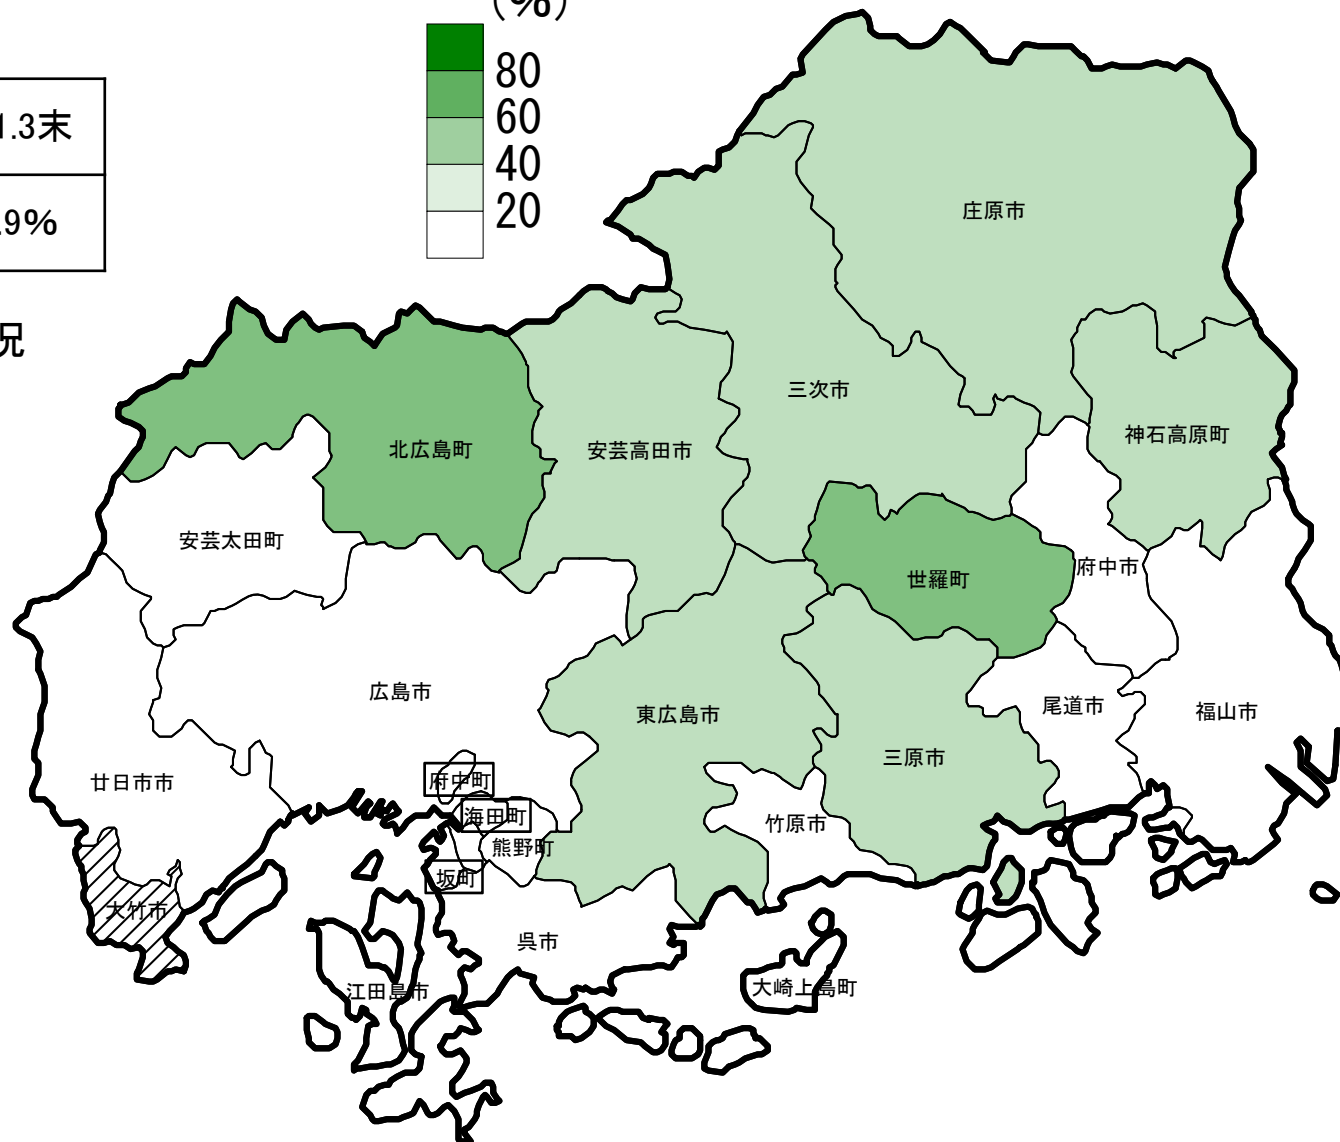 (%)
80
60
40
20
1.3末
.9%
況
庄原市
三次市
神石高原町
北広島町
安芸高田市
安芸太田町
世羅町
府中市
広島市
東広島市
尾道市
福山市
三原市
廿日市市
府中町
海田町
竹原市
熊野町
坂町
大竹市
呉市
江田島市
大崎上島町